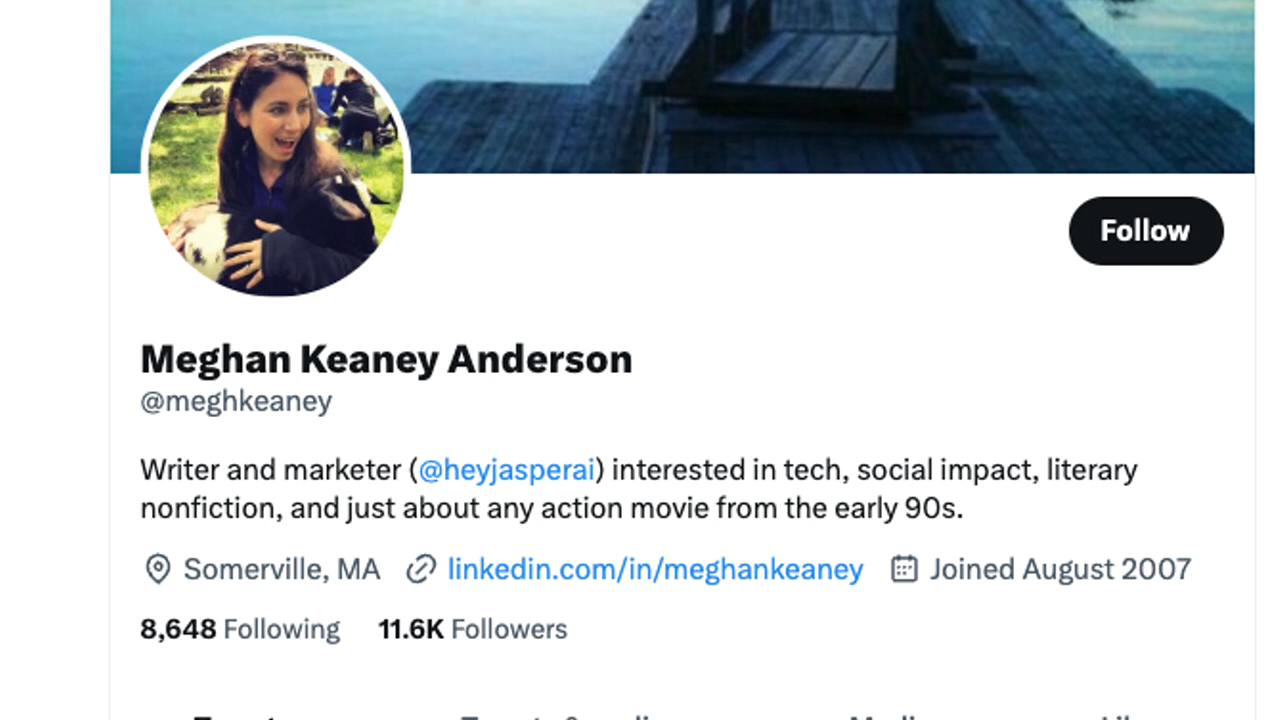 Follow
Meghan Keaney Anderson
@meghkeaney
Writer and marketer (@heyjasperai) interested in tech, social impact, literary
nonfiction, and just about any action movie from the early 90s.
Somerville, MA linkedin.com/in/meghankeaney Joined August 2007
8,648 Following 11.6K Followers